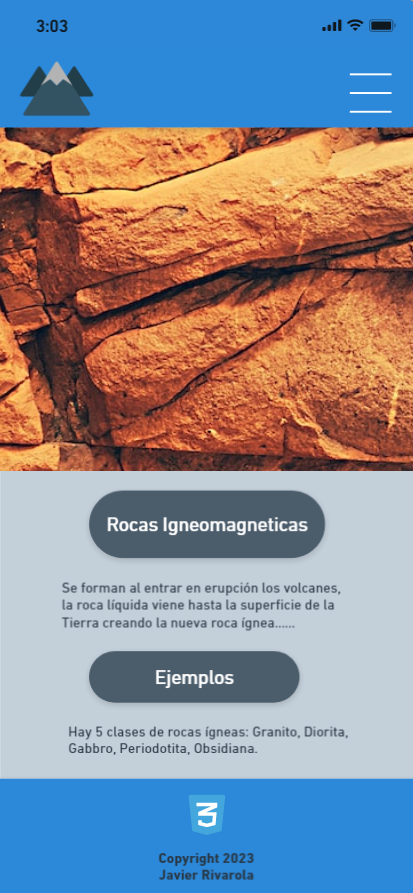 3:03
Rocas Igneomagneticas
Se forman al entrar en erupción los volcanes,
la roca líquida viene hasta la superficie de la
Tierra creando la nueva roca ígnea......
Ejemplos
Hay 5 clases de rocas ígneas: Granito, Diorita,
Gabbro, Periodotita, Obsidiana.
Copyright 2023
Javier Rivarola